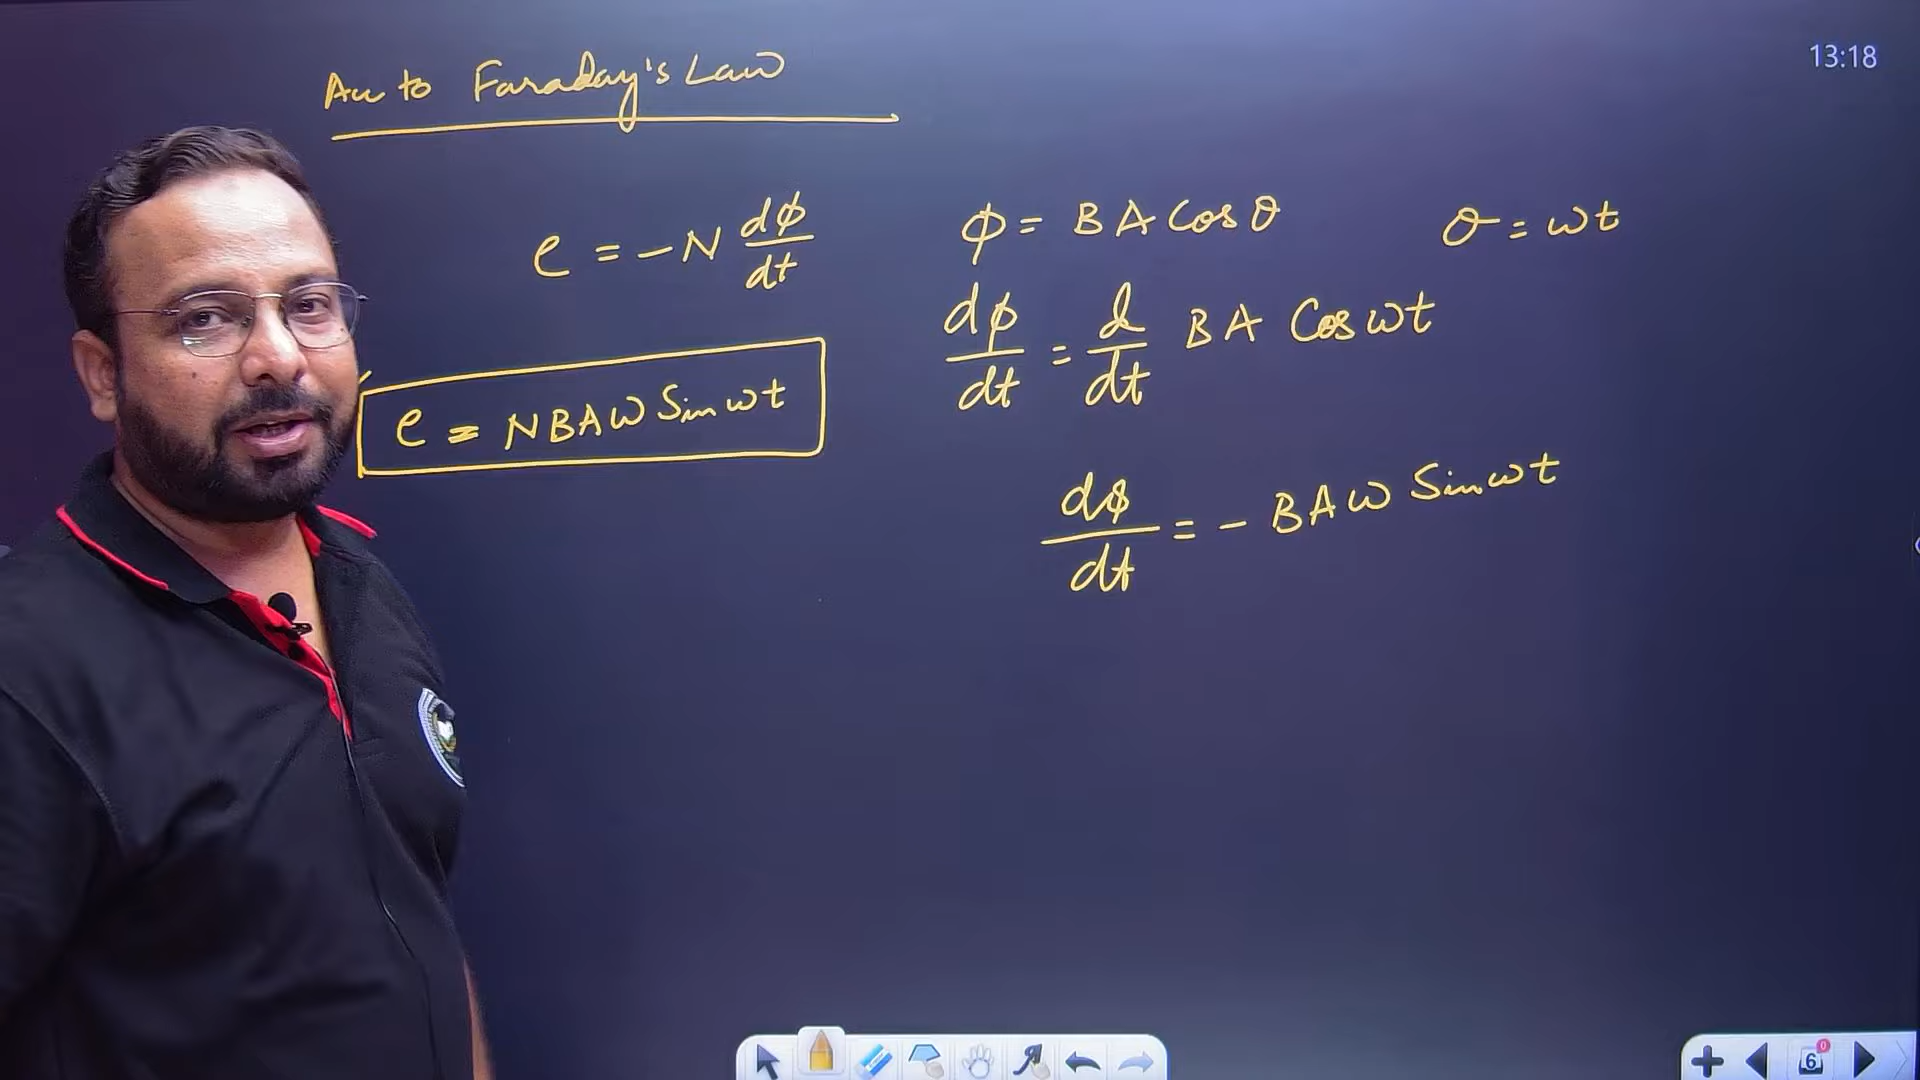 Acc to Faraday's Law
13:18
e = -N dφ/dt
φ = BA Cosθ
θ = ωt
dφ/dt = d/dt BA Cosωt
e = NBAω Sinωt
dφ/dt = - BAω Sinωt
6
0